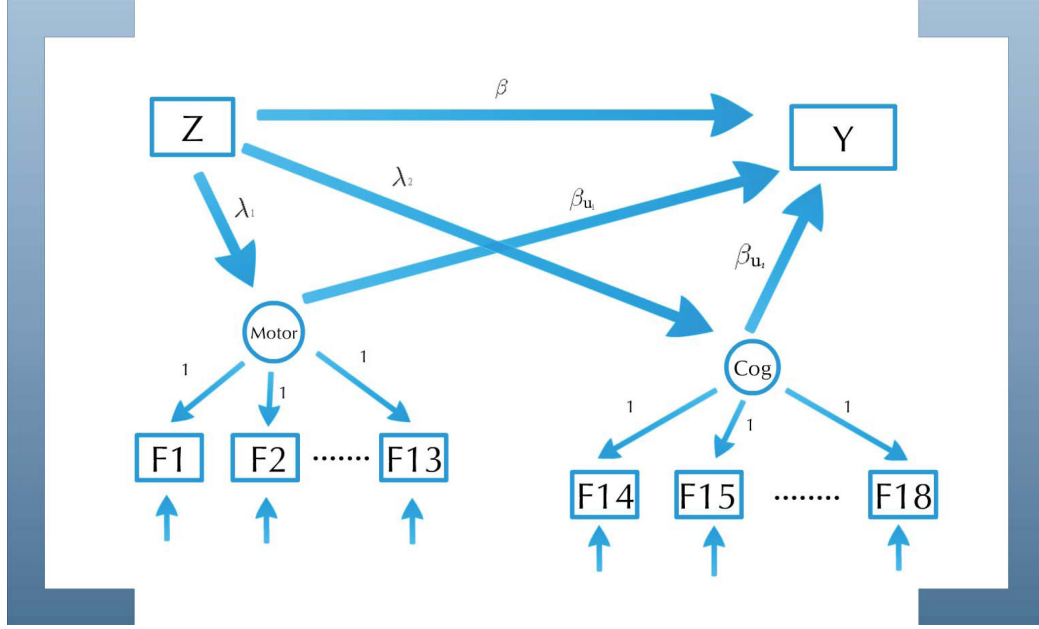 β
Z
Y
λ₂
λ₁
βu₁
βu₂
Motor
Cog
1
1
1
1
1
1
F1 F2 ........ F13
F14 F15 ........ F18